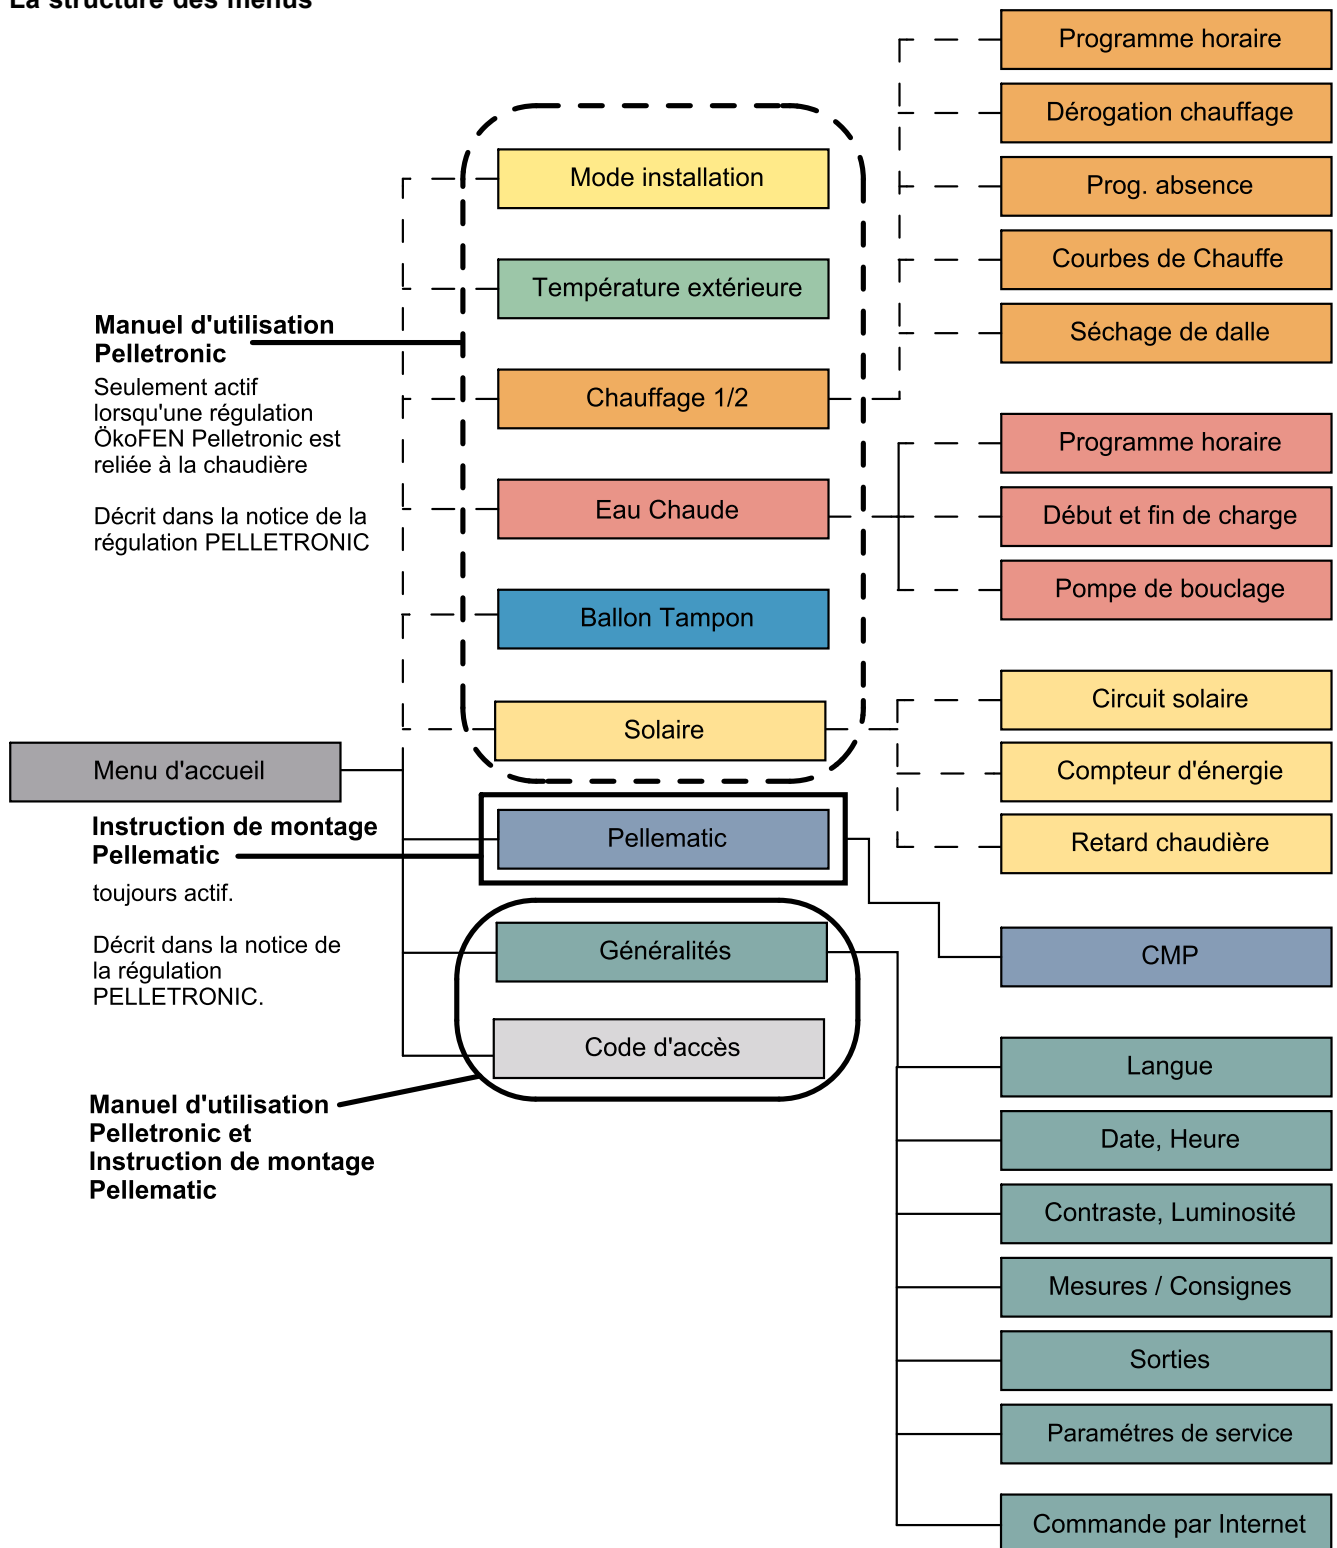 La structure des menus
Programme horaire
Dérogation chauffage
Prog. absence
Courbes de Chauffe
Séchage de dalle
Mode installation
Température extérieure
Chauffage 1/2
Eau Chaude
Ballon Tampon
Solaire
Manuel d'utilisation
Pelletronic
Seulement actif
lorsqu'une régulation
ÖkoFEN Pelletronic est
reliée à la chaudière
Décrit dans la notice de la
régulation PELLETRONIC
Programme horaire
Début et fin de charge
Pompe de bouclage
Circuit solaire
Compteur d'énergie
Retard chaudière
Menu d'accueil
Instruction de montage
Pellematic
toujours actif.
Décrit dans la notice de
la régulation
PELLETRONIC.
Pellematic
CMP
Généralités
Code d'accès
Manuel d'utilisation
Pelletronic et
Instruction de montage
Pellematic
Langue
Date, Heure
Contraste, Luminosité
Mesures / Consignes
Sorties
Paramétres de service
Commande par Internet